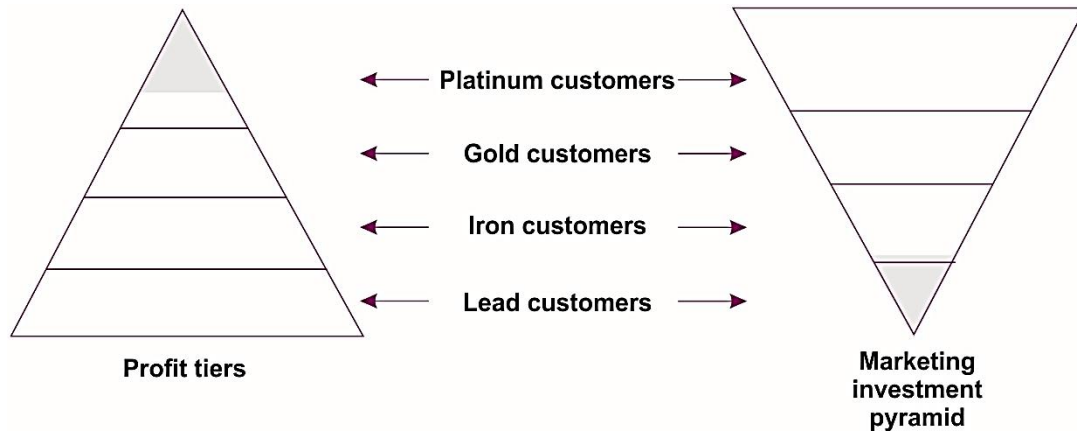 Platinum customers
Gold customers
Iron customers
Lead customers
Profit tiers
Marketing
investment
pyramid